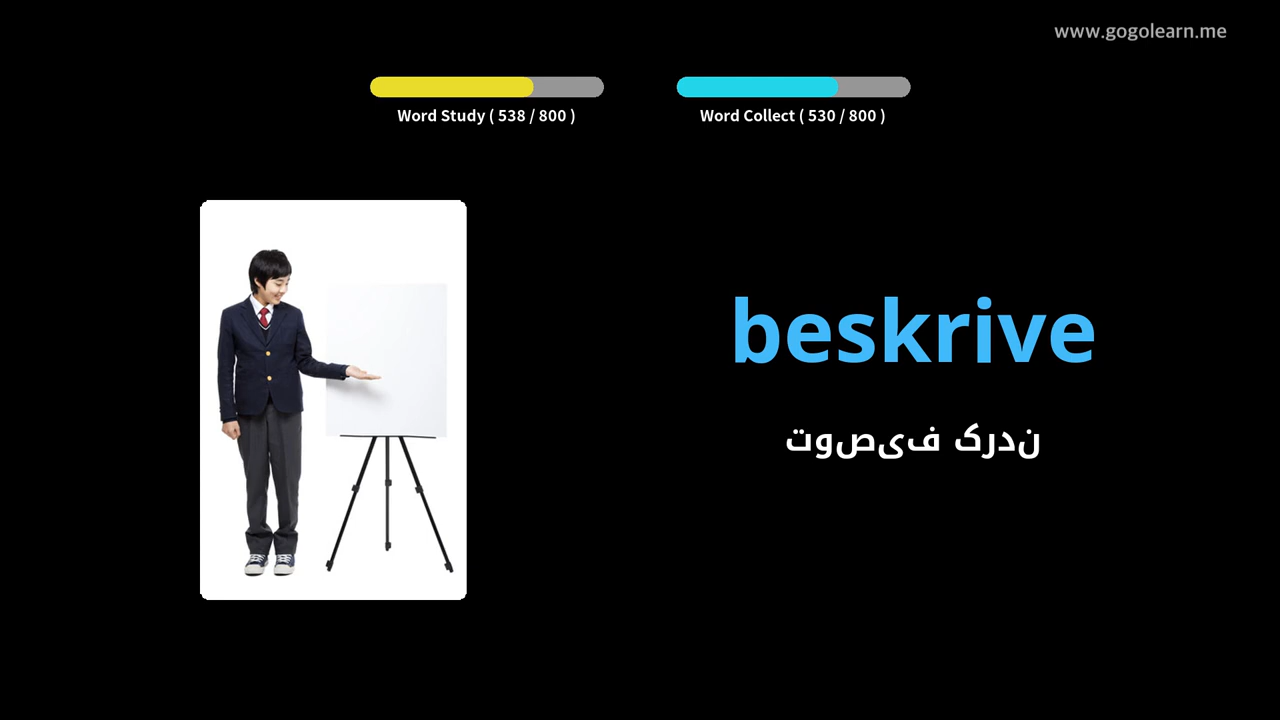 www.gogolearn.me
Word Study ( 538 / 800 )
Word Collect ( 530 / 800 )
beskrive
توصیف کردن